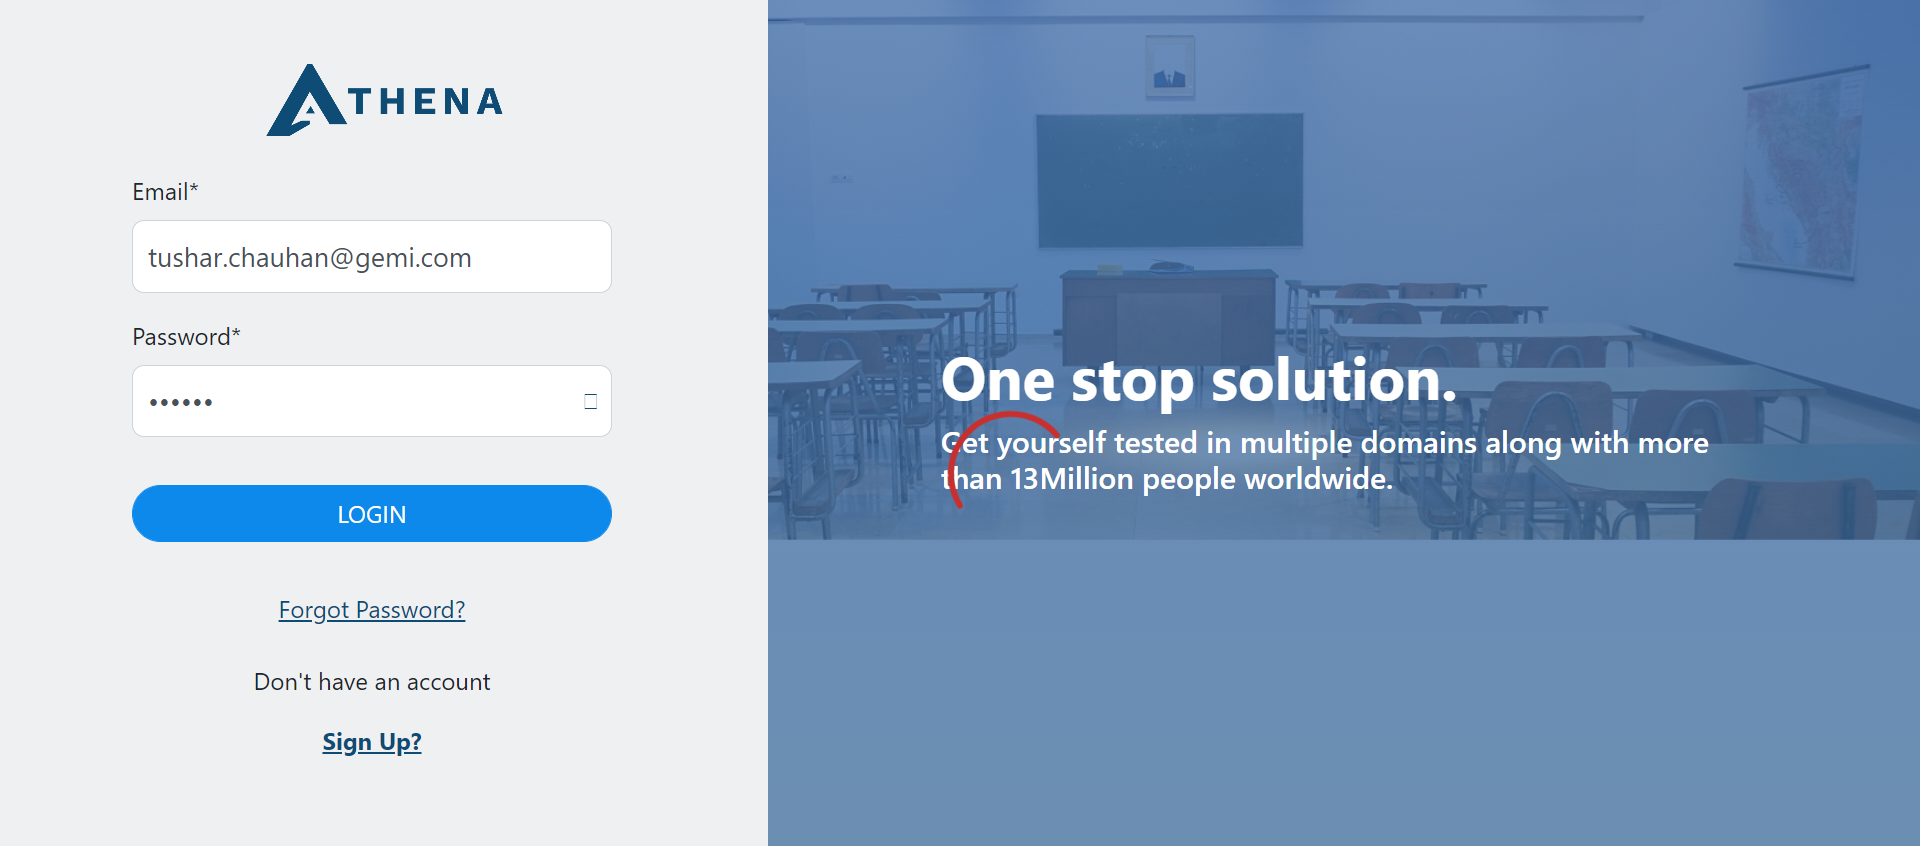 ATHENA
Email*
tushar.chauhan@gemi.com
Password*
••••••
LOGIN
Forgot Password?
Don't have an account
Sign Up?
One stop solution.
Get yourself tested in multiple domains along with more
than 13Million people worldwide.